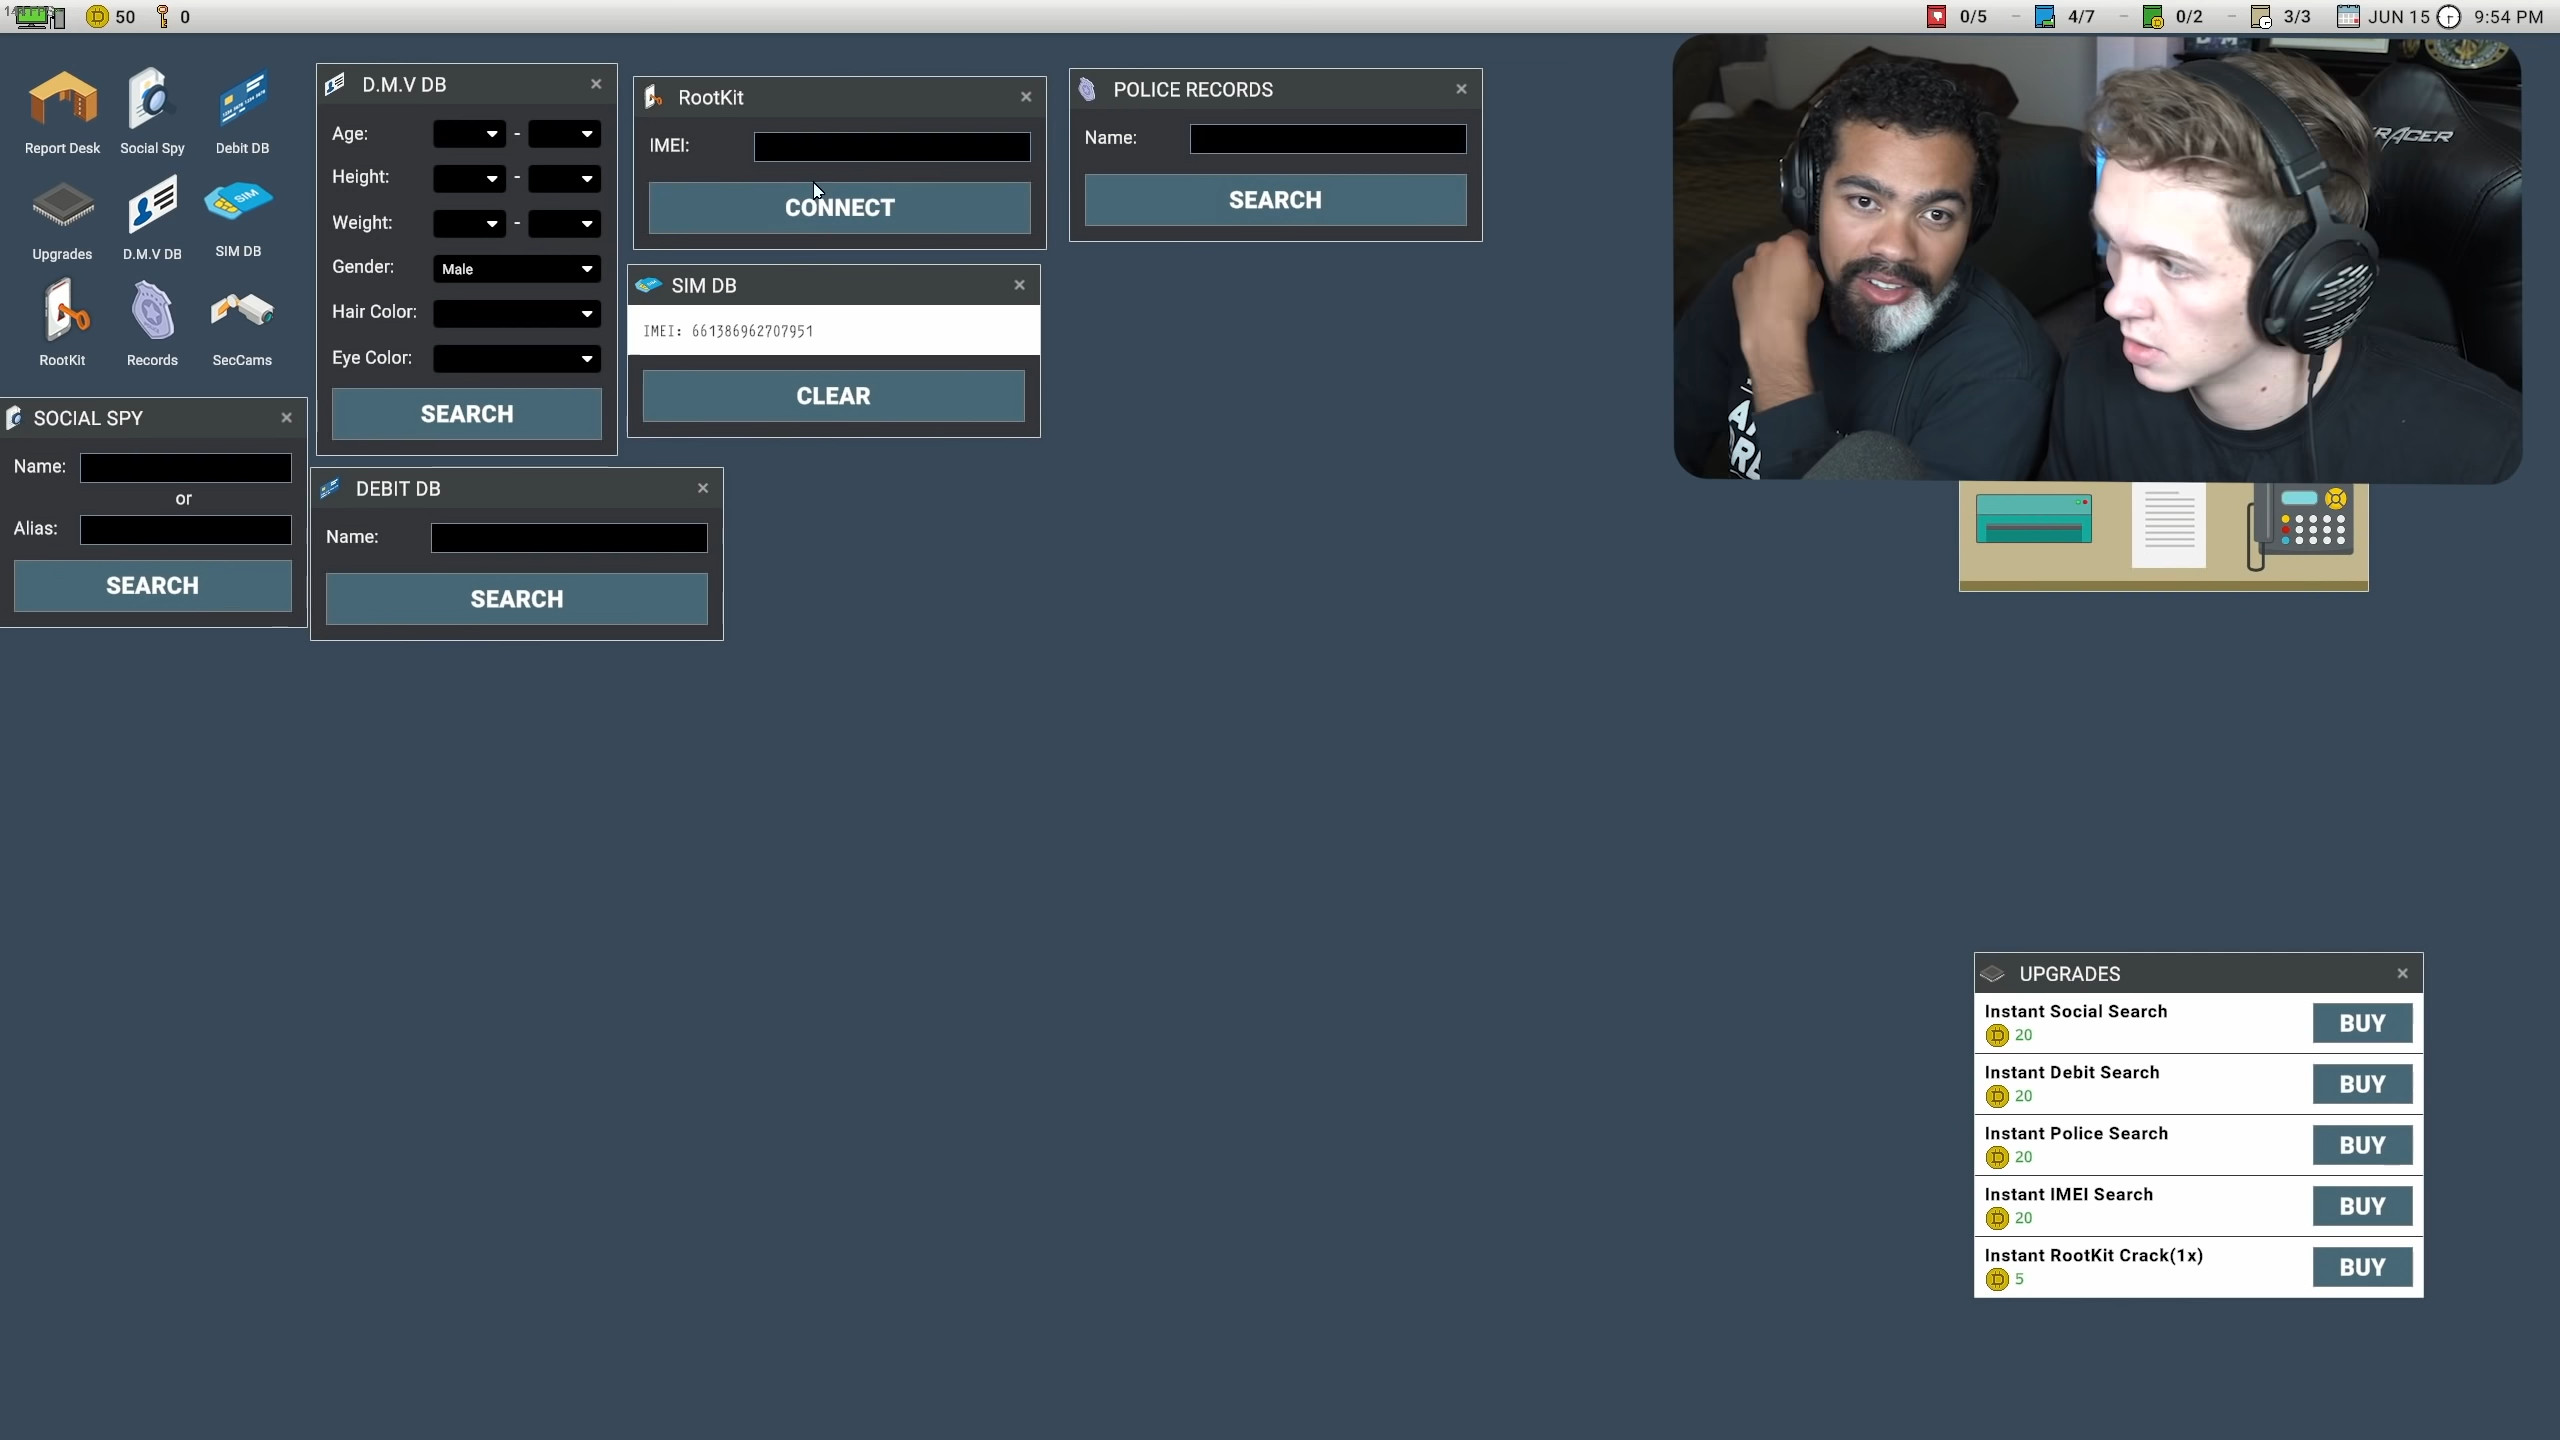 50
0
0/5
4/7
0/2
3/3
JUN 15
9:54 PM
Report Desk
Social Spy
Debit DB
Upgrades
D.M.V DB
SIM
SIM DB
RootKit
Records
SecCams
D.M.V DB
Age:
-
Height:
-
Weight:
-
Gender:
Male
Hair Color:
Eye Color:
SEARCH
RootKit
IMEI:
CONNECT
POLICE RECORDS
Name:
SEARCH
SIM DB
IMEI: 661386962707951
CLEAR
SOCIAL SPY
Name:
or
Alias:
SEARCH
DEBIT DB
Name:
SEARCH
UPGRADES
Instant Social Search
20
BUY
Instant Debit Search
20
BUY
Instant Police Search
20
BUY
Instant IMEI Search
20
BUY
Instant RootKit Crack(1x)
5
BUY